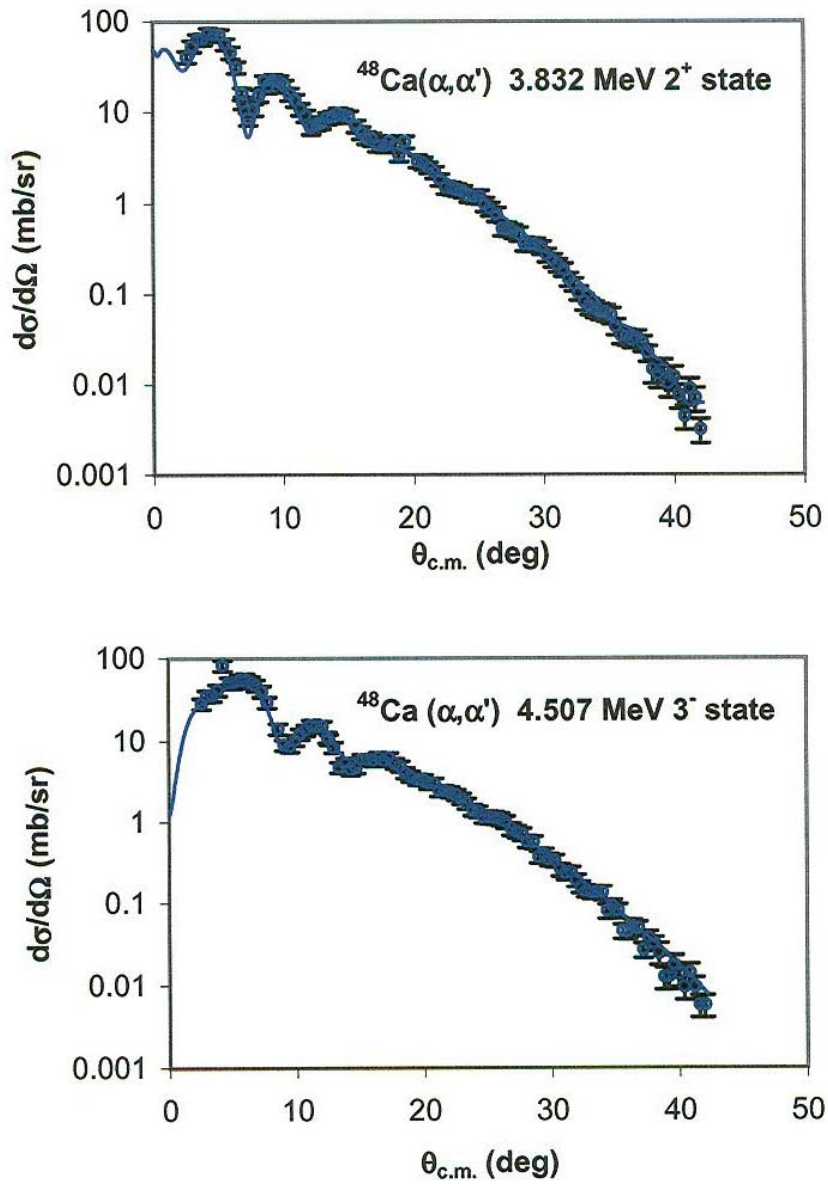 100
10
1
0.1
0.01
0.001
dσ/dΩ (mb/sr)
⁴⁸Ca(α,α') 3.832 MeV 2⁺ state
0 10 20 30 40 50
θc.m. (deg)
100
10
1
0.1
0.01
0.001
dσ/dΩ (mb/sr)
⁴⁸Ca (α,α') 4.507 MeV 3⁻ state
0 10 20 30 40 50
θc.m. (deg)